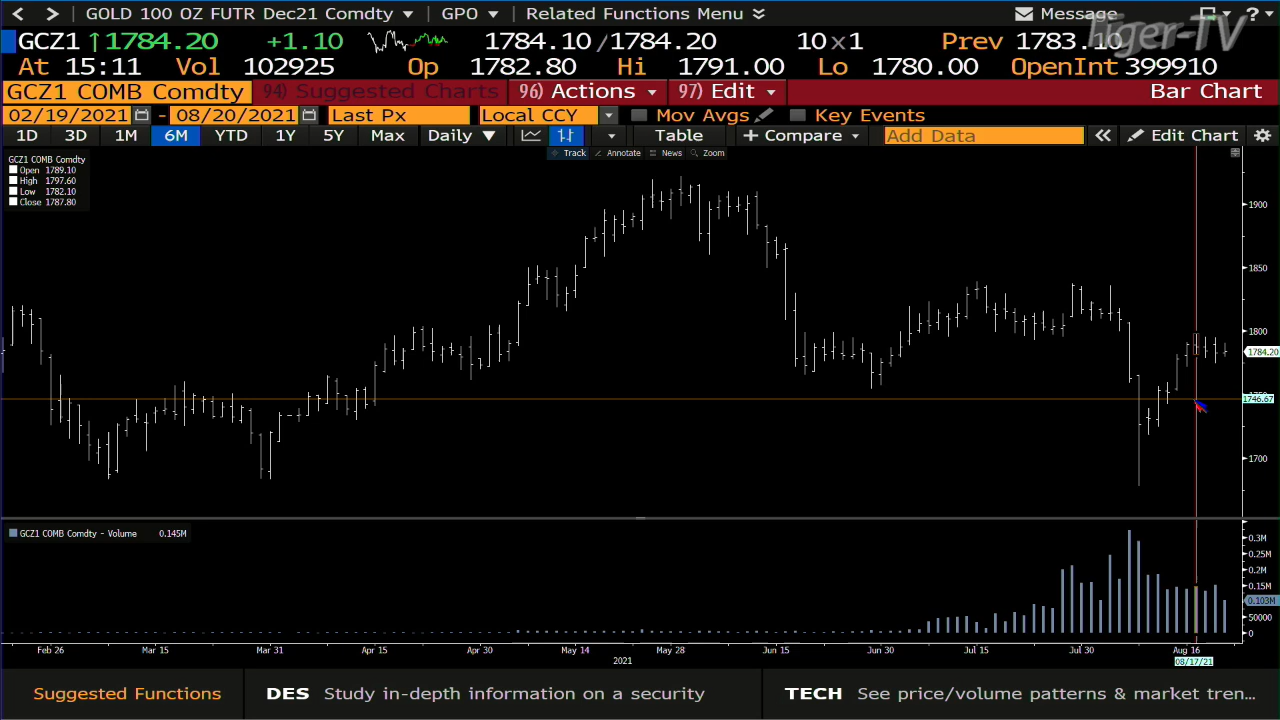 GOLD 100 OZ FUTR Dec21 Comdty GPO Related Functions Menu Message ?
GCZ1 ↑1784.20 +1.10 1784.10/1784.20 10x1 Prev 1783.10
At 15:11 Vol 102925 Op 1782.80 Hi 1791.00 Lo 1780.00 OpenInt 399910
GCZ1 COMB Comdty 94) Suggested Charts 96) Actions 97) Edit Bar Chart
02/19/2021 - 08/20/2021 Last Px Local CCY Mov Avgs Key Events
1D 3D 1M 6M YTD 1Y 5Y Max Daily ▼ Table + Compare Add Data « Edit Chart
Track Annotate News Zoom
GCZ1 COMB Comdty
Open 1789.10
High 1797.60
Low 1782.10
Close 1787.80
1900
1850
1800
1784.20
1746.67
1700
GCZ1 COMB Comdty - Volume 0.145M
0.3M
0.25M
0.2M
0.15M
0.103M
50000
0
Feb 26 Mar 15 Mar 31 Apr 15 Apr 30 May 14 May 28 Jun 15 Jun 30 Jul 15 Jul 30 Aug 16
2021 08/17/21
Suggested Functions DES Study in-depth information on a security TECH See price/volume patterns & market tren...